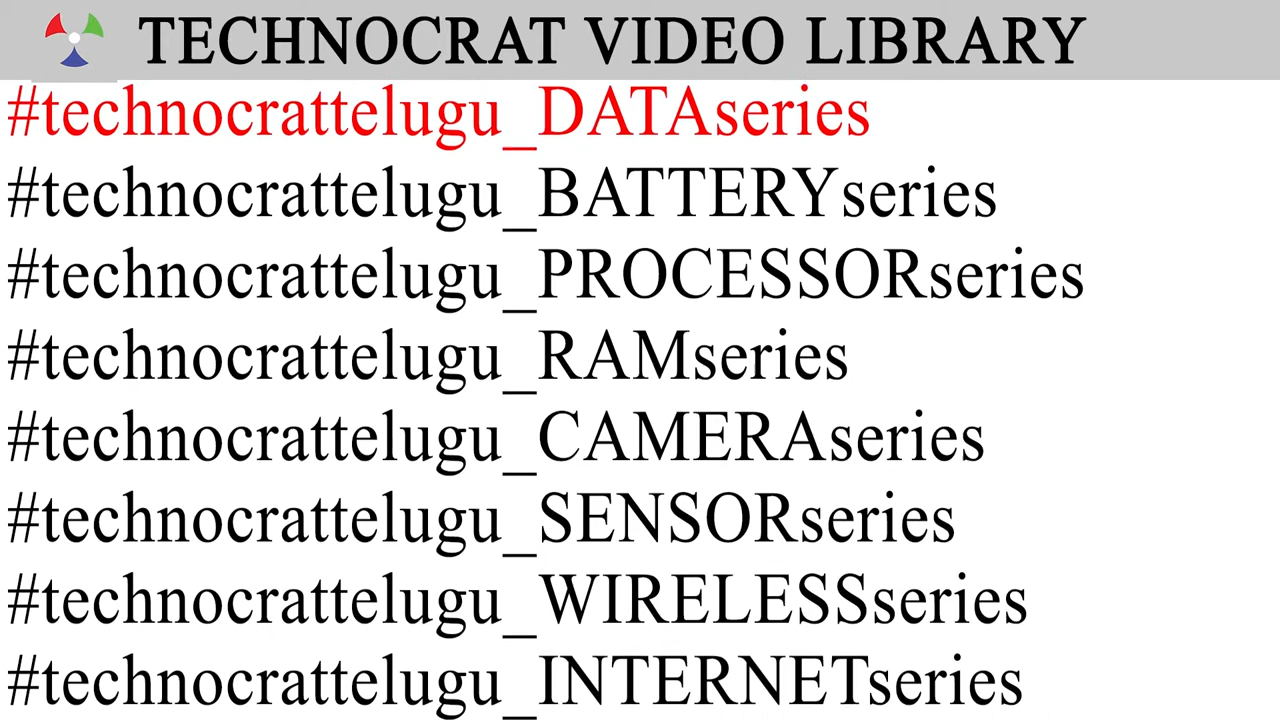 TECHNOCRAT VIDEO LIBRARY
#technocrattelugu_DATAseries
#technocrattelugu_BATTERYseries
#technocrattelugu_PROCESSORseries
#technocrattelugu_RAMseries
#technocrattelugu_CAMERAseries
#technocrattelugu_SENSORseries
#technocrattelugu_WIRELESSseries
#technocrattelugu_INTERNETseries